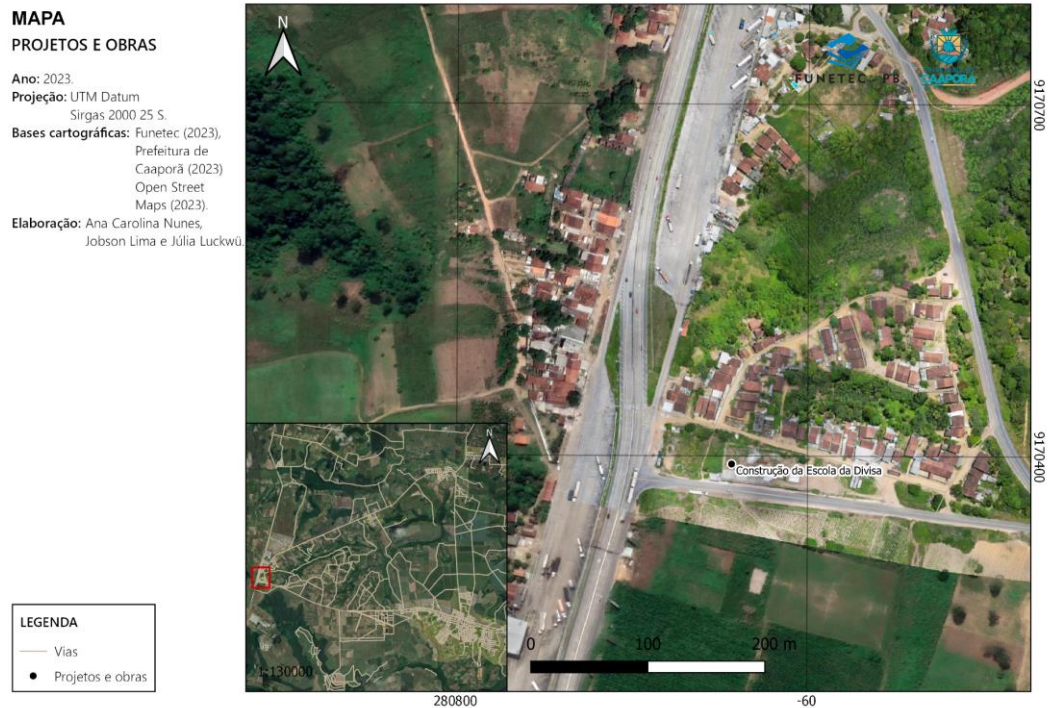 MAPA
PROJETOS E OBRAS
Ano: 2023.
Projeção: UTM Datum
Sirgas 2000 25 S.
Bases cartográficas: Funetec (2023),
Prefeitura de
Caaporã (2023)
Open Street
Maps (2023).
Elaboração: Ana Carolina Nunes,
Jobson Lima e Júlia Luckwü.
N
FUNETEC PB
CAAPORÃ
9170700
9170400
Construção da Escola da Divisa
N
1:130000
0 100 200 m
280800 -60
LEGENDA
Vias
Projetos e obras